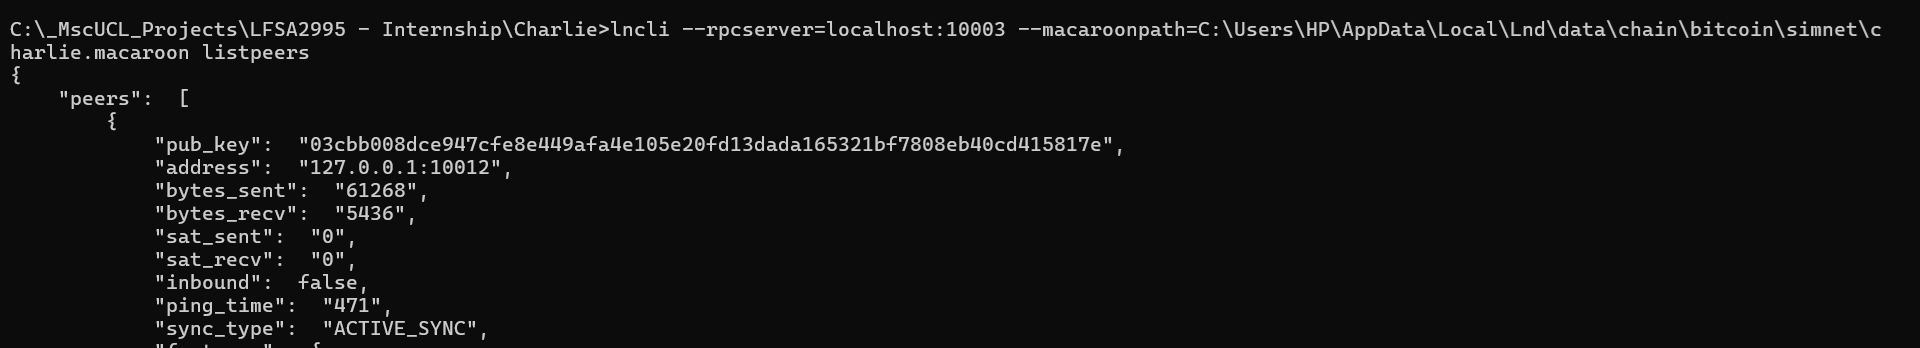 C:\_MscUCL_Projects\LFSA2995 - Internship\Charlie>lncli --rpcserver=localhost:10003 --macaroonpath=C:\Users\HP\AppData\Local\Lnd\data\chain\bitcoin\simnet\c
harlie.macaroon listpeers
{
    "peers":  [
        {
            "pub_key":  "03cbb008dce947cfe8e449afa4e105e20fd13dada165321bf7808eb40cd415817e",
            "address":  "127.0.0.1:10012",
            "bytes_sent":  "61268",
            "bytes_recv":  "5436",
            "sat_sent":  "0",
            "sat_recv":  "0",
            "inbound":  false,
            "ping_time":  "471",
            "sync_type":  "ACTIVE_SYNC",